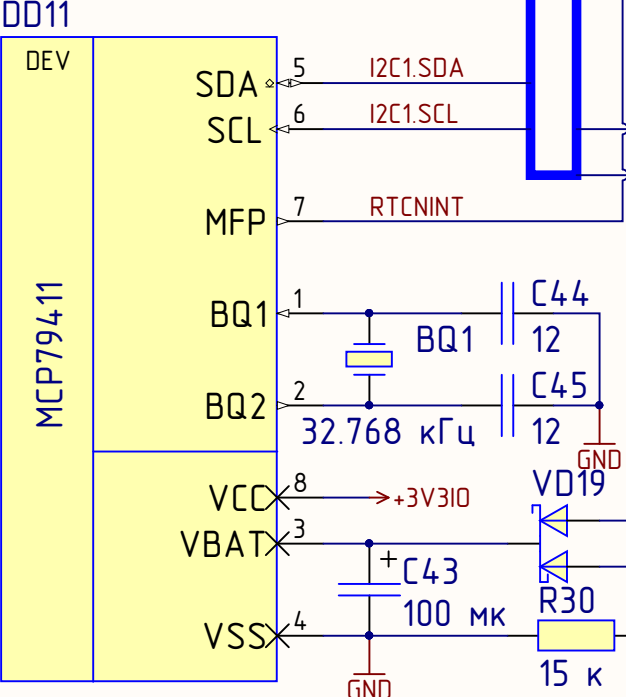 DD11
DEV
MCP79411
SDA 5 I2C1.SDA
SCL 6 I2C1.SCL
MFP 7 RTCNINT
BQ1 1
BQ2 2
BQ1
32.768 кГц
C44
12
C45
12
GND
VCC 8 +3V3IO
VBAT 3
VSS 4
+
C43
100 мк
GND
VD19
R30
15 к